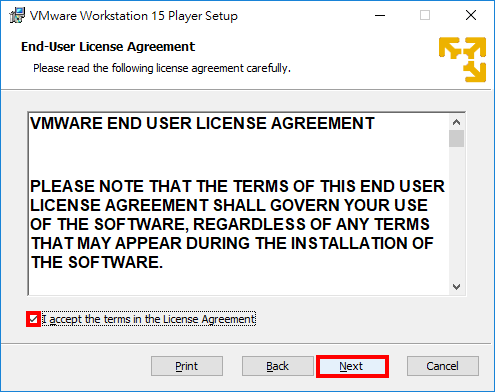 VMware Workstation 15 Player Setup
End-User License Agreement
Please read the following license agreement carefully.
VMWARE END USER LICENSE AGREEMENT
PLEASE NOTE THAT THE TERMS OF THIS END USER
LICENSE AGREEMENT SHALL GOVERN YOUR USE
OF THE SOFTWARE, REGARDLESS OF ANY TERMS
THAT MAY APPEAR DURING THE INSTALLATION OF
THE SOFTWARE.
I accept the terms in the License Agreement
Print Back Next Cancel